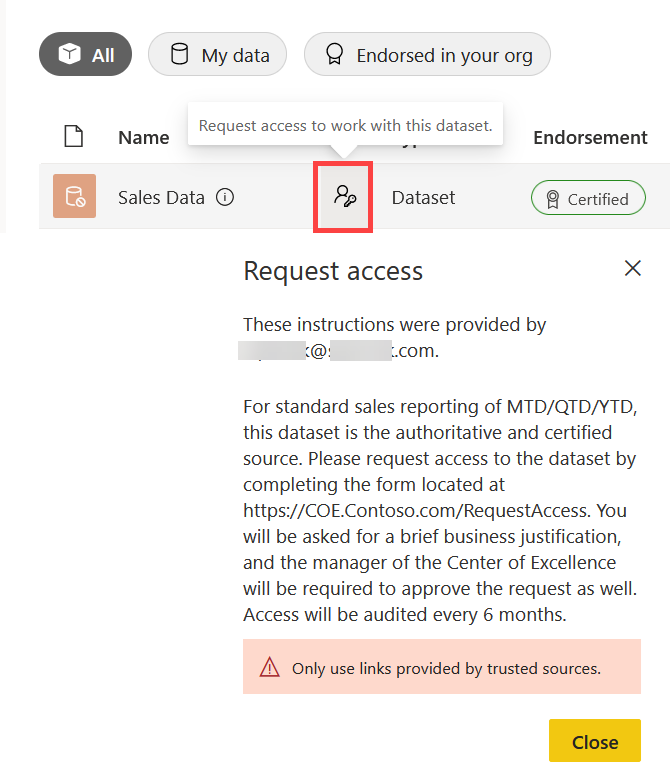 All
My data
Endorsed in your org
Request access to work with this dataset.
Name
Endorsement
Sales Data
Dataset
Certified
Request access
These instructions were provided by
.com.
For standard sales reporting of MTD/QTD/YTD,
this dataset is the authoritative and certified
source. Please request access to the dataset by
completing the form located at
https://COE.Contoso.com/RequestAccess. You
will be asked for a brief business justification,
and the manager of the Center of Excellence
will be required to approve the request as well.
Access will be audited every 6 months.
Only use links provided by trusted sources.
Close